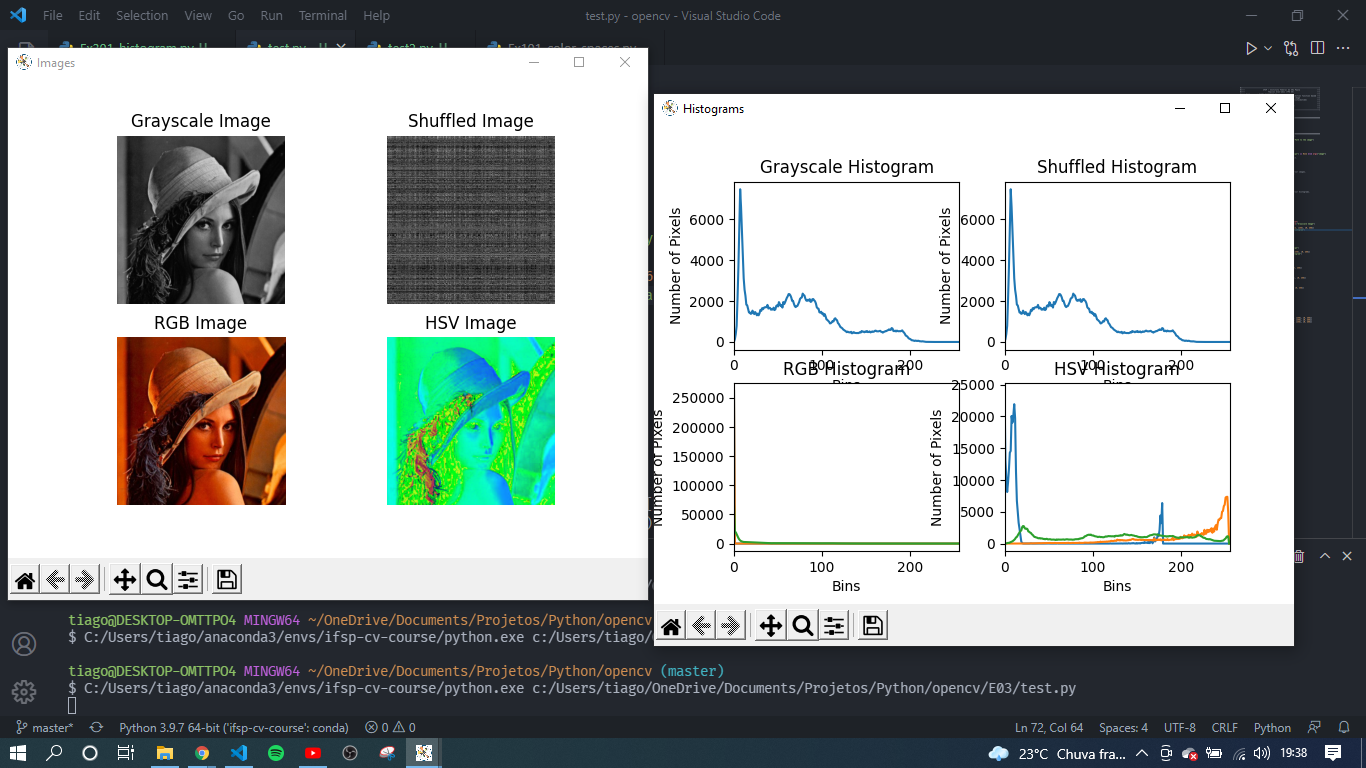 File Edit Selection View Go Run Terminal Help test.py - opencv - Visual Studio Code
Images
Grayscale Image
Shuffled Image
RGB Image
HSV Image
Histograms
Grayscale Histogram
Number of Pixels
6000
4000
2000
0
0 100 200
Bins
Shuffled Histogram
Number of Pixels
6000
4000
2000
0
0 100 200
Bins
RGB Histogram
Number of Pixels
250000
200000
150000
100000
50000
0
0 100 200
Bins
HSV Histogram
Number of Pixels
25000
20000
15000
10000
5000
0
0 100 200
Bins
tiago@DESKTOP-OMTTPO4 MINGW64 ~/OneDrive/Documents/Projetos/Python/opencv
$ C:/Users/tiago/anaconda3/envs/ifsp-cv-course/python.exe c:/Users/tiago/
tiago@DESKTOP-OMTTPO4 MINGW64 ~/OneDrive/Documents/Projetos/Python/opencv (master)
$ C:/Users/tiago/anaconda3/envs/ifsp-cv-course/python.exe c:/Users/tiago/OneDrive/Documents/Projetos/Python/opencv/E03/test.py
master* Python 3.9.7 64-bit ('ifsp-cv-course': conda) 0 0 Ln 72, Col 64 Spaces: 4 UTF-8 CRLF Python
23°C Chuva fra... 19:38